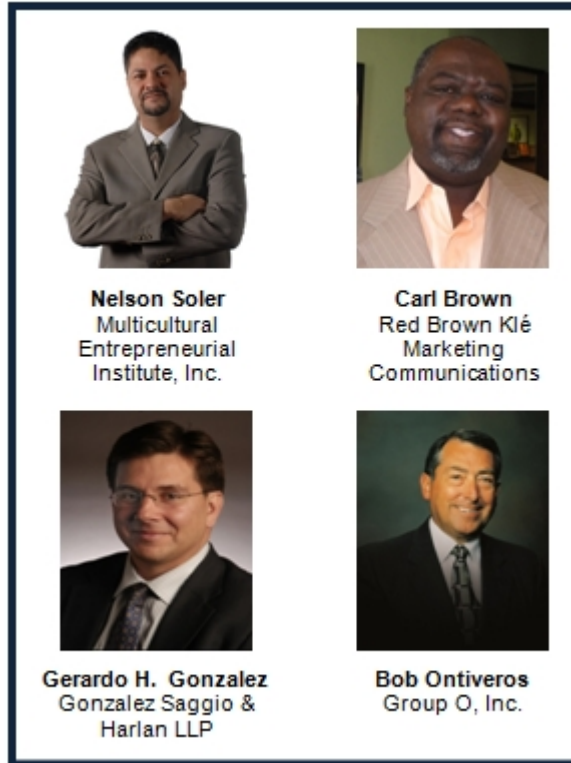 Nelson Soler
Multicultural
Entrepreneurial
Institute, Inc.
Carl Brown
Red Brown Klé
Marketing
Communications
Gerardo H. Gonzalez
Gonzalez Saggio &
Harlan LLP
Bob Ontiveros
Group O, Inc.